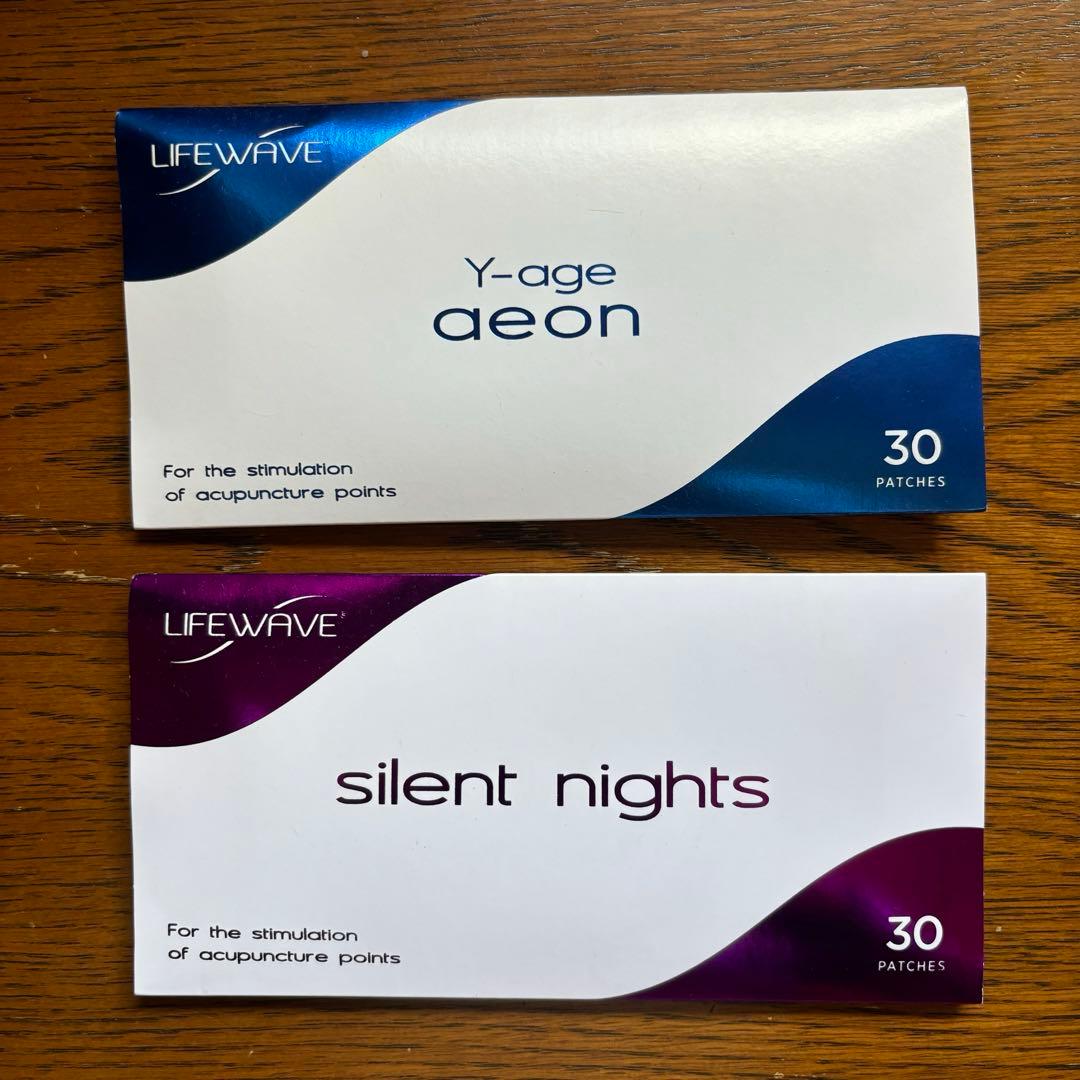 LIFEWAVE
Y-age
aeon
For the stimulation
of acupuncture points
30
PATCHES
LIFEWAVE
silent nights
For the stimulation
of acupuncture points
30
PATCHES